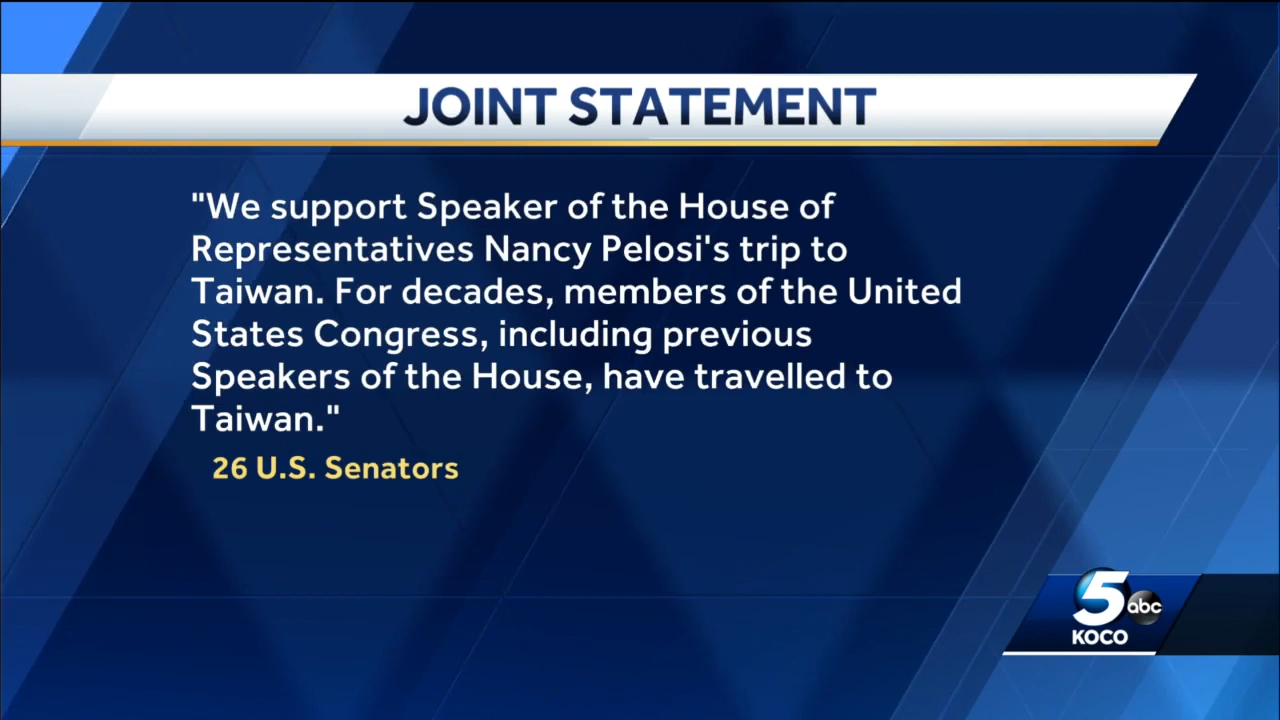 JOINT STATEMENT
"We support Speaker of the House of
Representatives Nancy Pelosi's trip to
Taiwan. For decades, members of the United
States Congress, including previous
Speakers of the House, have travelled to
Taiwan."
26 U.S. Senators
5
abc
KOCO